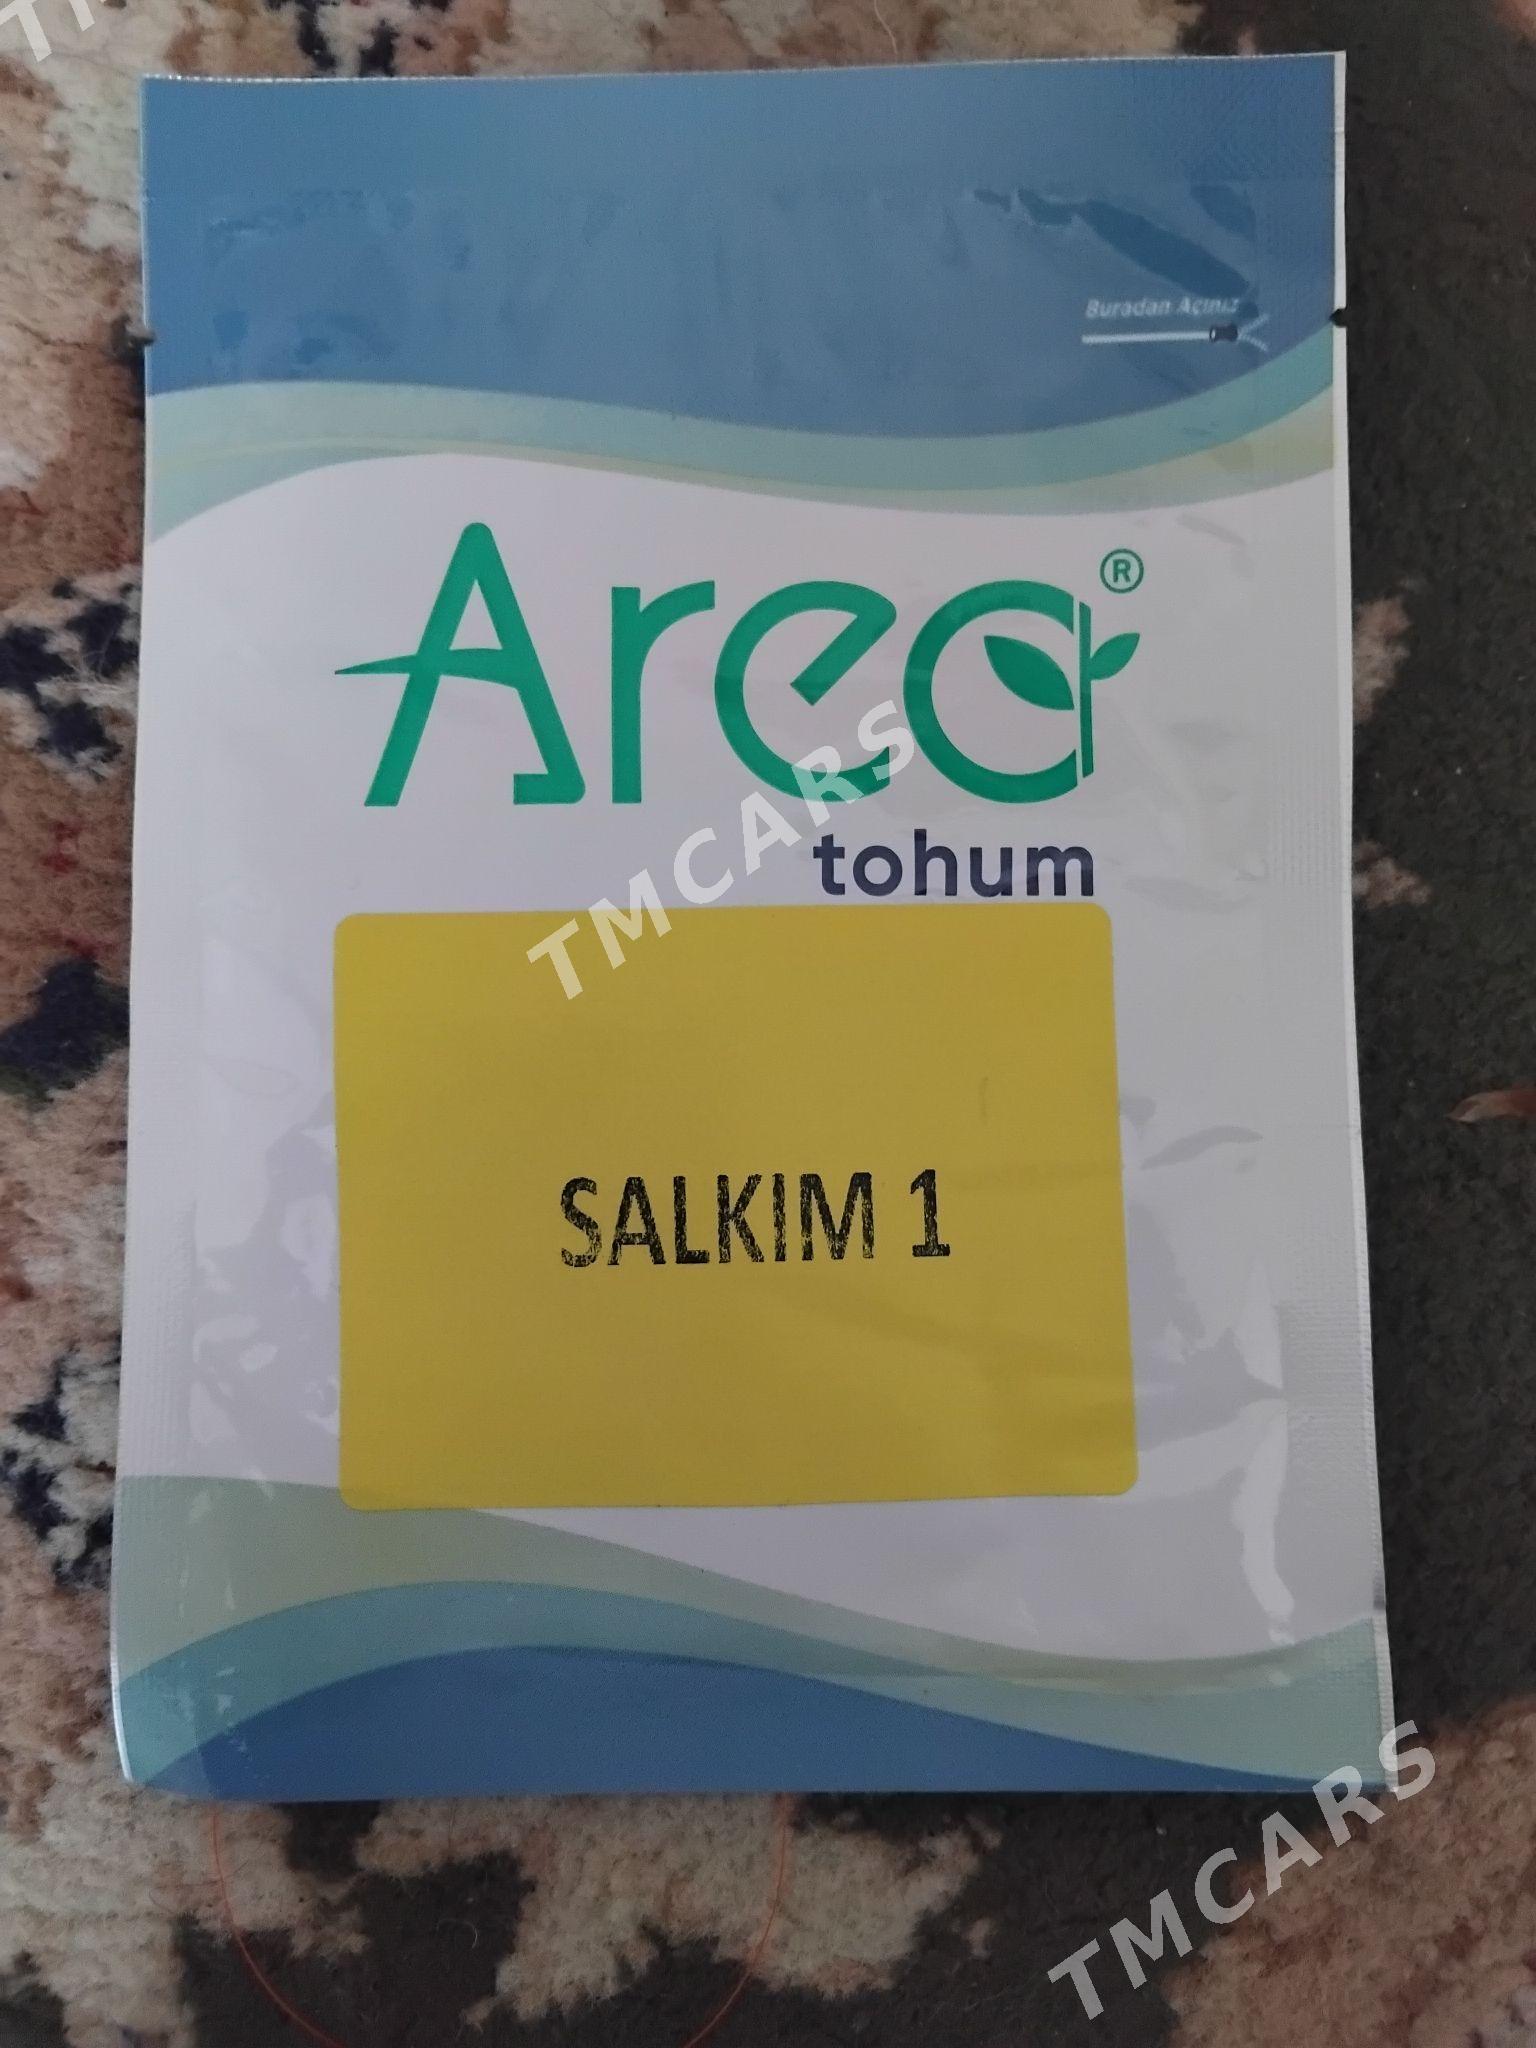 Buradan Açınız
Area®
tohum
SALKIM 1
TMCARS
TMCARS